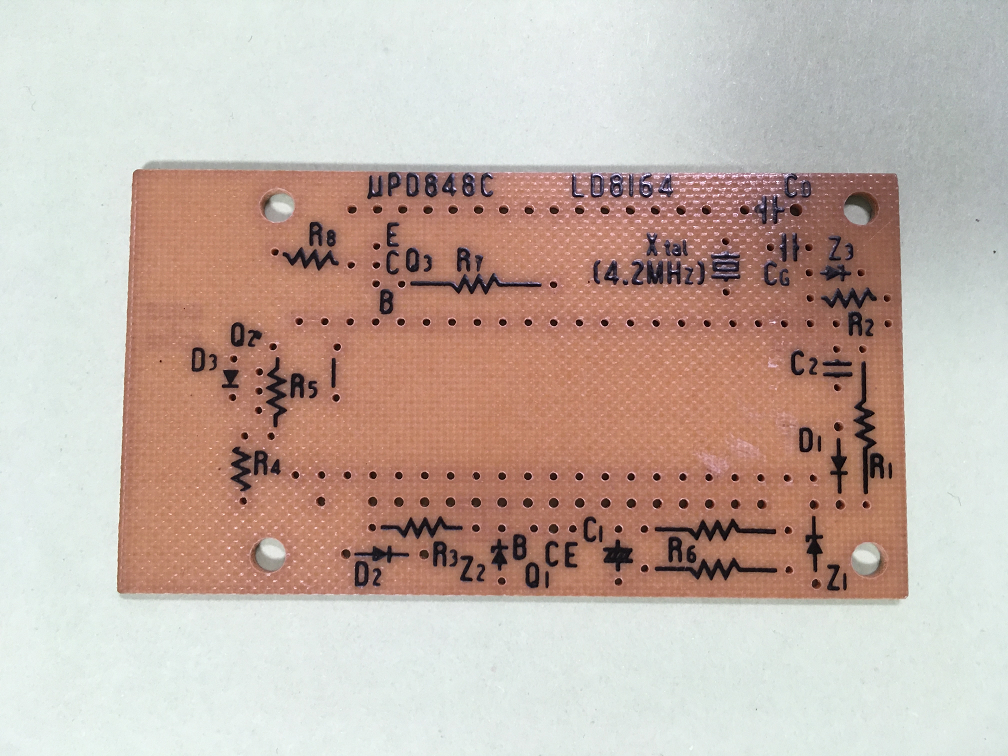 µPD848C LD8164 CD
R8 E
C Q3 R7 Xtal CG Z3
(4.2MHz)
B R2
Q2
D3 C2
R5
D1
R4 R1
C1
R3 B CE R6
D2 Z2 Q1 Z1